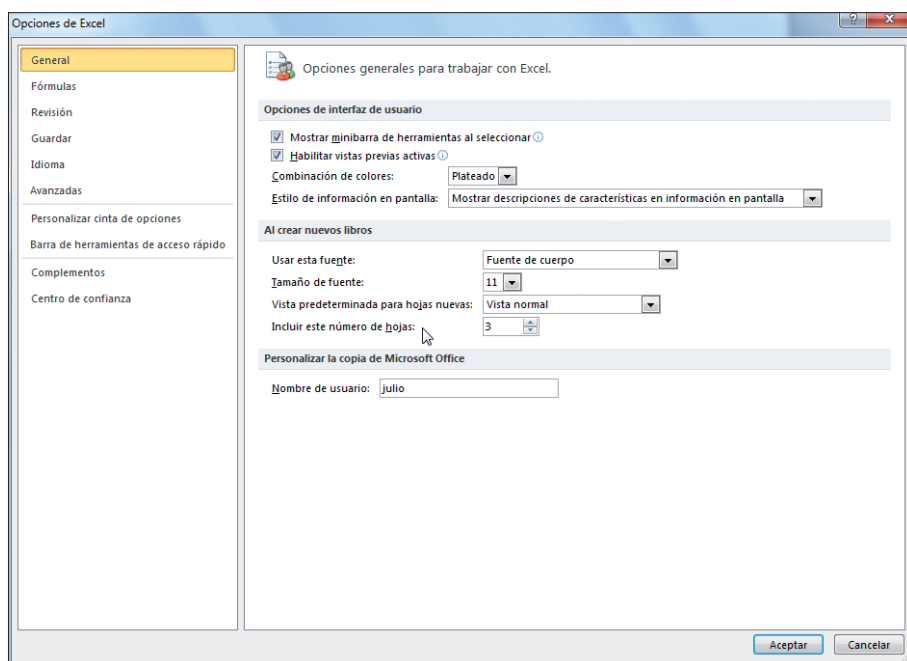 Opciones de Excel
General
Fórmulas
Revisión
Guardar
Idioma
Avanzadas
Personalizar cinta de opciones
Barra de herramientas de acceso rápido
Complementos
Centro de confianza
Opciones generales para trabajar con Excel.
Opciones de interfaz de usuario
Mostrar minibarra de herramientas al seleccionar
Habilitar vistas previas activas
Combinación de colores: Plateado
Estilo de información en pantalla: Mostrar descripciones de características en información en pantalla
Al crear nuevos libros
Usar esta fuente: Fuente de cuerpo
Tamaño de fuente: 11
Vista predeterminada para hojas nuevas: Vista normal
Incluir este número de hojas: 3
Personalizar la copia de Microsoft Office
Nombre de usuario: julio
Aceptar Cancelar